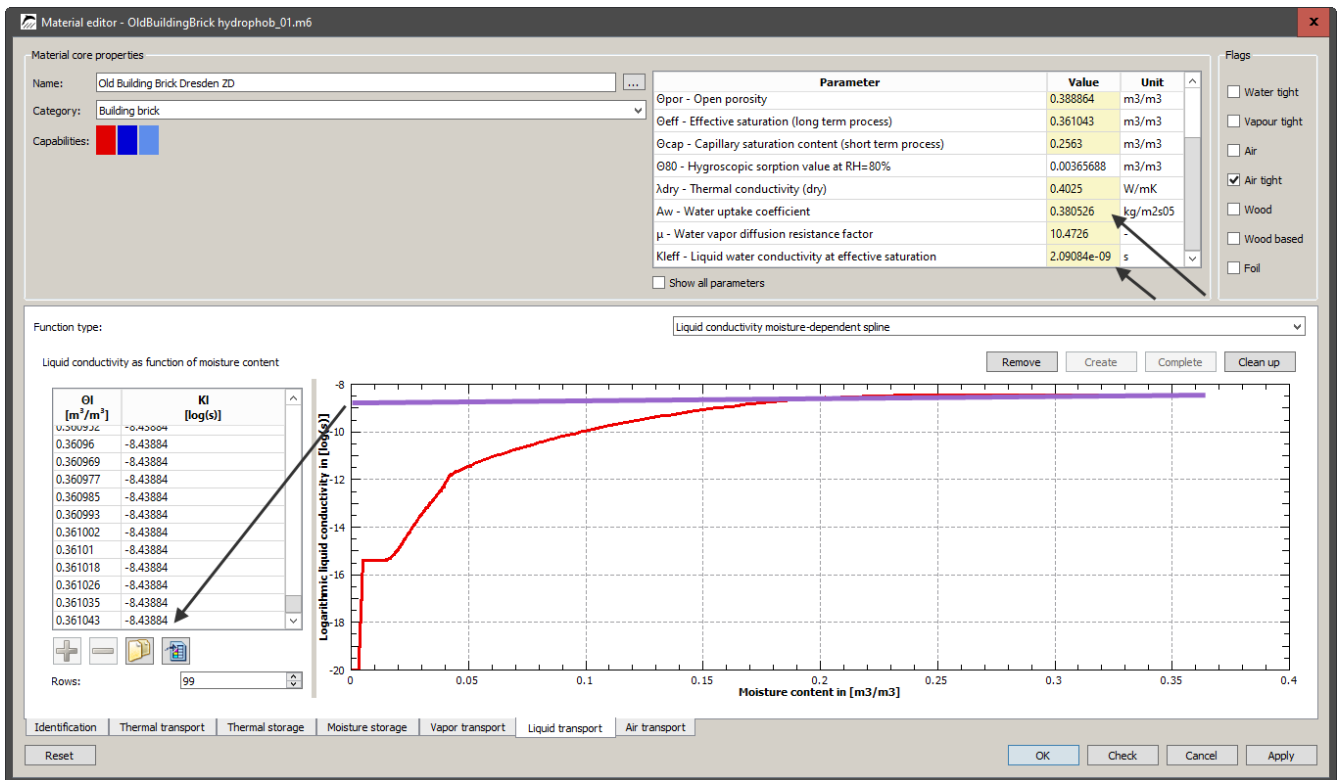 Material editor - OldBuildingBrick hydrophob_01.m6
x
Material core properties
Name: Old Building Brick Dresden ZD ...
Category: Building brick
Capabilities:
Parameter Value Unit
Θpor - Open porosity 0.388864 m3/m3
Θeff - Effective saturation (long term process) 0.361043 m3/m3
Θcap - Capillary saturation content (short term process) 0.2563 m3/m3
Θ80 - Hygroscopic sorption value at RH=80% 0.00365688 m3/m3
λdry - Thermal conductivity (dry) 0.4025 W/mK
Aw - Water uptake coefficient 0.380526 kg/m2s05
μ - Water vapor diffusion resistance factor 10.4726 -
Kleff - Liquid water conductivity at effective saturation 2.09084e-09 s
Show all parameters
Flags
Water tight
Vapour tight
Air
Air tight
Wood
Wood based
Foil
Function type: Liquid conductivity moisture-dependent spline
Liquid conductivity as function of moisture content
Remove Create Complete Clean up
Θl Kl
[m³/m³] [log(s)]
0.360952 -8.43884
0.36096 -8.43884
0.360969 -8.43884
0.360977 -8.43884
0.360985 -8.43884
0.360993 -8.43884
0.361002 -8.43884
0.36101 -8.43884
0.361018 -8.43884
0.361026 -8.43884
0.361035 -8.43884
0.361043 -8.43884
Rows: 99
Logarithmic liquid conductivity in [log(s)]
-8
-10
-12
-14
-16
-18
-20
0 0.05 0.1 0.15 0.2 0.25 0.3 0.35 0.4
Moisture content in [m3/m3]
Identification Thermal transport Thermal storage Moisture storage Vapor transport Liquid transport Air transport
Reset OK Check Cancel Apply